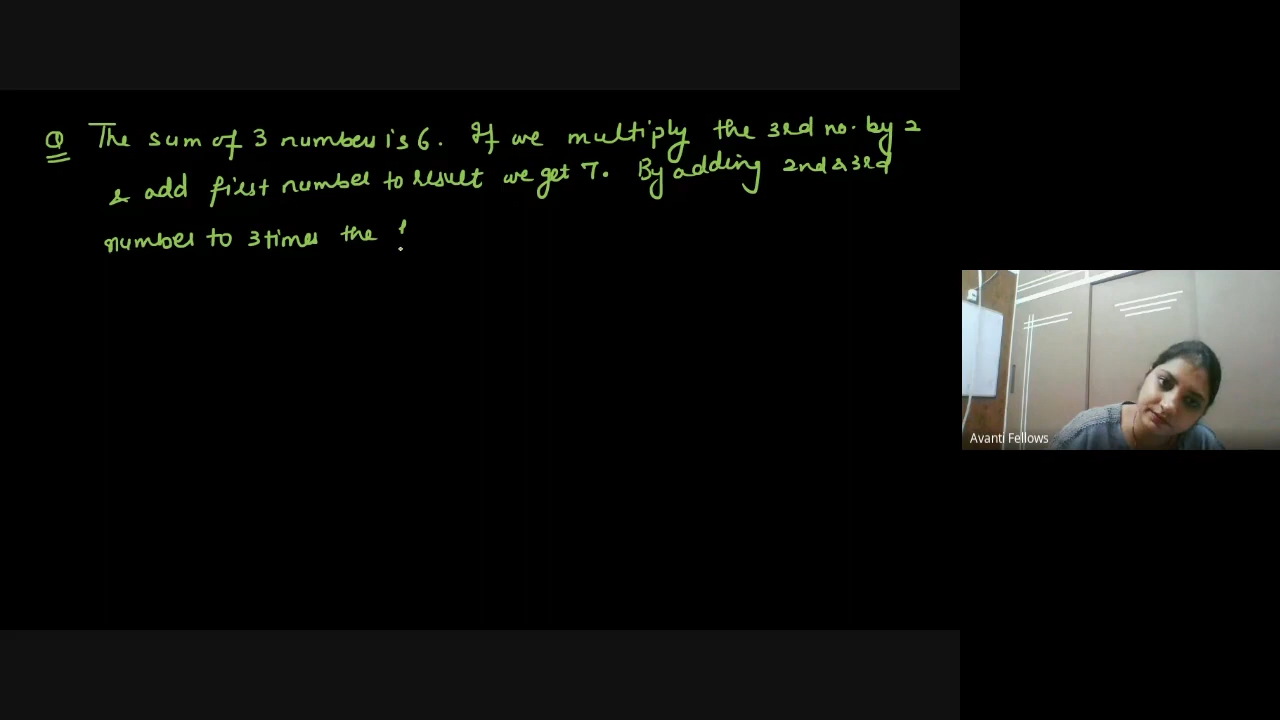 Q The sum of 3 number is 6. If we multiply the 3rd no. by 2
& add first number to result we get 7. By adding 2nd & 3rd
number to 3 times the
Avanti Fellows